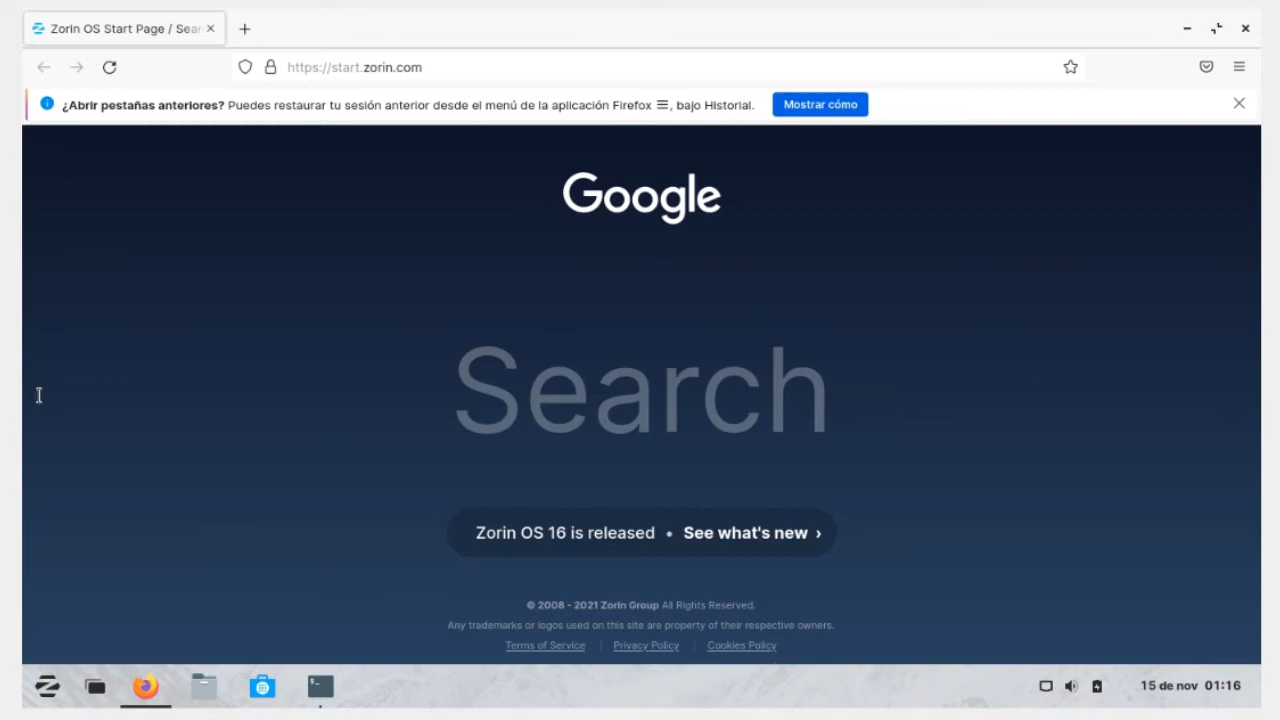 Zorin OS Start Page / Sear
https://start.zorin.com
¿Abrir pestañas anteriores? Puedes restaurar tu sesión anterior desde el menú de la aplicación Firefox ☰, bajo Historial. Mostrar cómo
Google
Search
Zorin OS 16 is released • See what's new ›
© 2008 - 2021 Zorin Group All Rights Reserved.
Any trademarks or logos used on this site are property of their respective owners.
Terms of Service | Privacy Policy | Cookies Policy
15 de nov 01:16